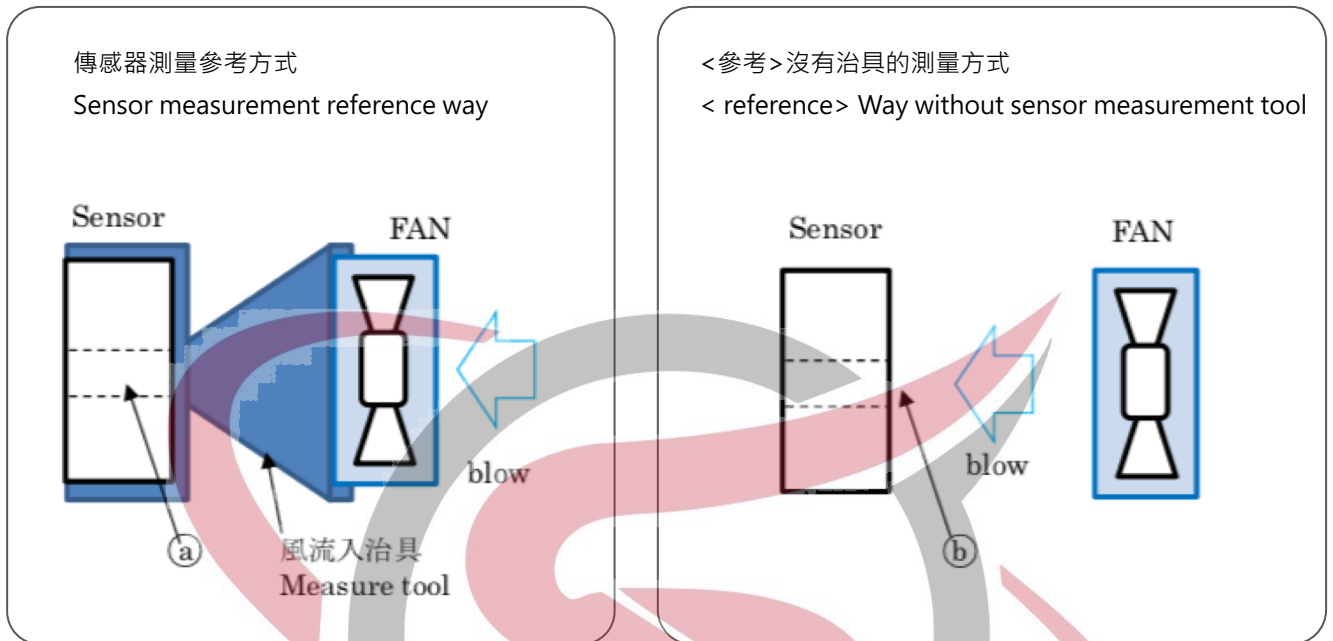 傳感器測量參考方式
Sensor measurement reference way
Sensor
FAN
blow
ⓐ
風流入治具
Measure tool
<參考>沒有治具的測量方式
< reference> Way without sensor measurement tool
Sensor
FAN
blow
ⓑ